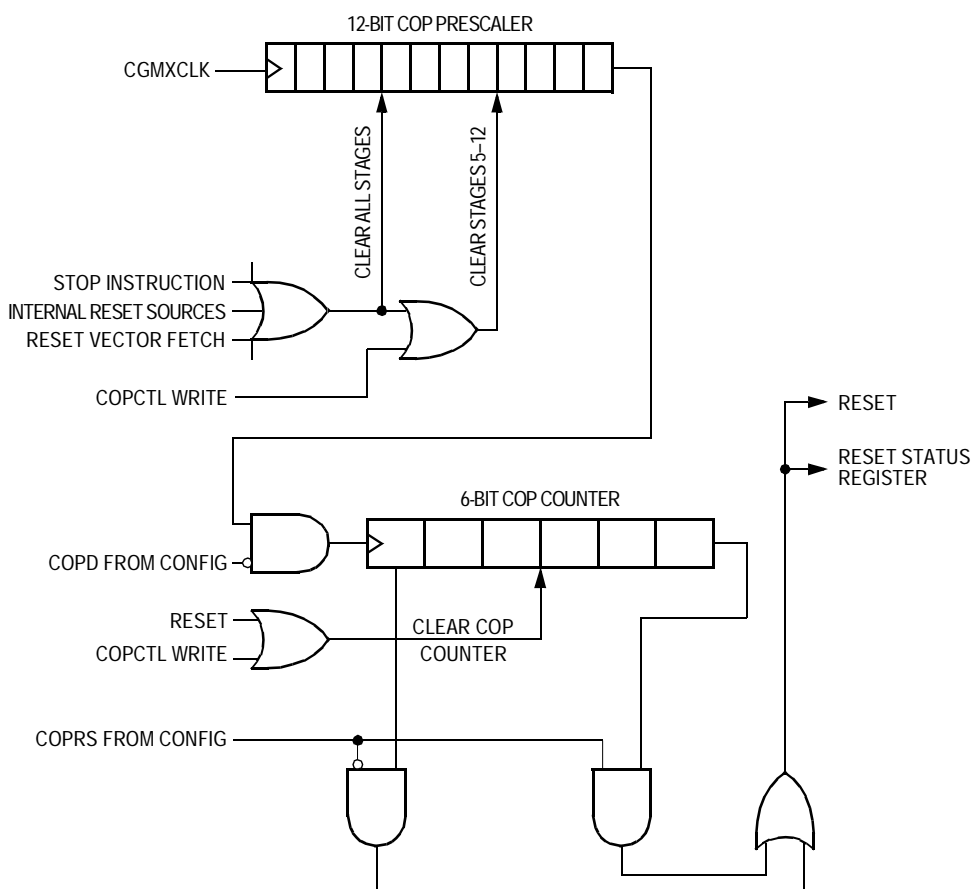 12-BIT COP PRESCALER
CGMXCLK
CLEAR ALL STAGES
CLEAR STAGES 5–12
STOP INSTRUCTION
INTERNAL RESET SOURCES
RESET VECTOR FETCH
COPCTL WRITE
RESET
RESET STATUS
REGISTER
6-BIT COP COUNTER
COPD FROM CONFIG
RESET
COPCTL WRITE
CLEAR COP
COUNTER
COPRS FROM CONFIG